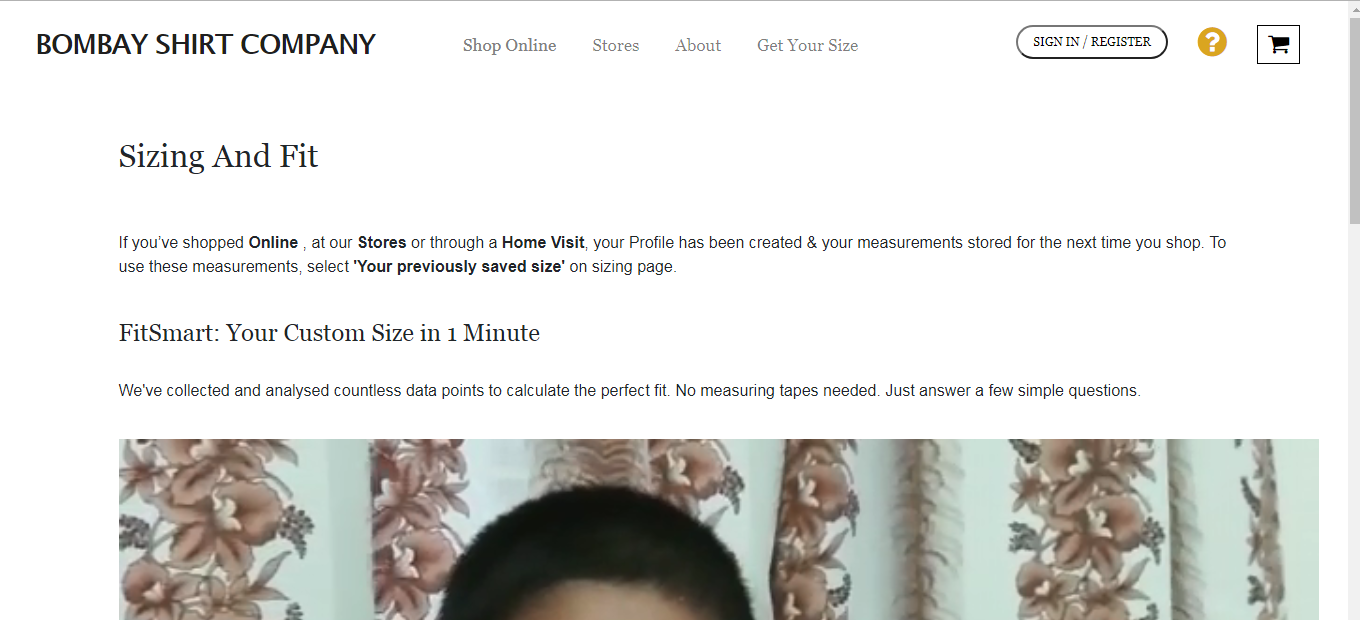 BOMBAY SHIRT COMPANY
Shop Online
Stores
About
Get Your Size
SIGN IN / REGISTER
?
Sizing And Fit
If you’ve shopped Online , at our Stores or through a Home Visit, your Profile has been created & your measurements stored for the next time you shop. To
use these measurements, select 'Your previously saved size' on sizing page.
FitSmart: Your Custom Size in 1 Minute
We've collected and analysed countless data points to calculate the perfect fit. No measuring tapes needed. Just answer a few simple questions.